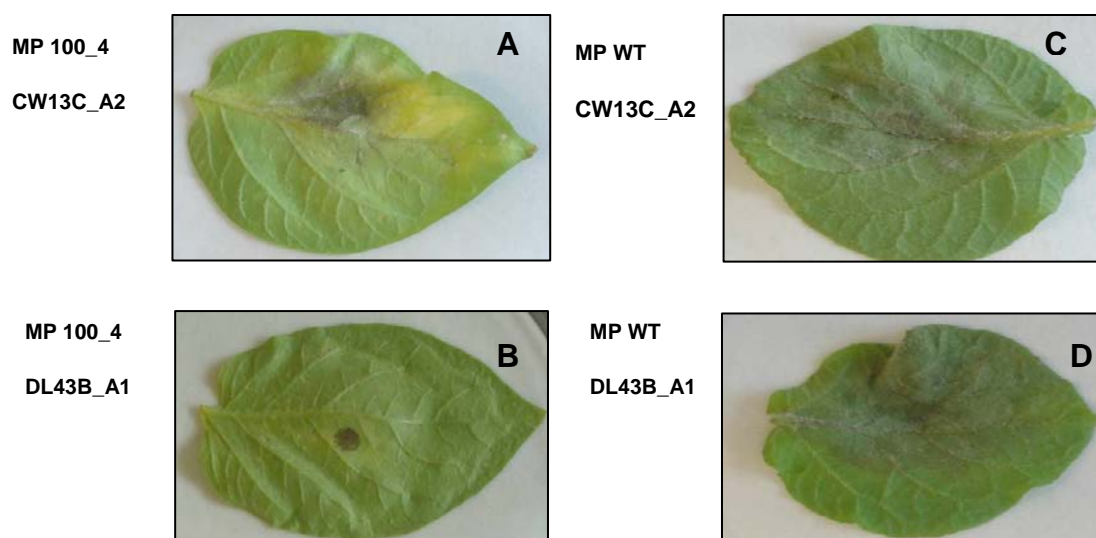 MP 100_4
CW13C_A2
A
MP WT
CW13C_A2
C
MP 100_4
DL43B_A1
B
MP WT
DL43B_A1
D